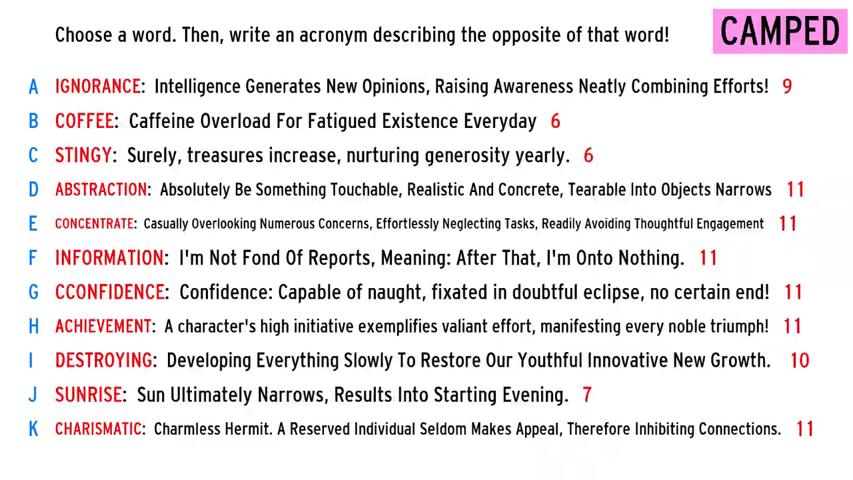 Choose a word. Then, write an acronym describing the opposite of that word! CAMPED
A IGNORANCE: Intelligence Generates New Opinions, Raising Awareness Neatly Combining Efforts! 9
B COFFEE: Caffeine Overload For Fatigued Existence Everyday 6
C STINGY: Surely, treasures increase, nurturing generosity yearly. 6
D ABSTRACTION: Absolutely Be Something Touchable, Realistic And Concrete, Tearable Into Objects Narrows 11
E CONCENTRATE: Casually Overlooking Numerous Concerns, Effortlessly Neglecting Tasks, Readily Avoiding Thoughtful Engagement 11
F INFORMATION: I'm Not Fond Of Reports, Meaning: After That, I'm Onto Nothing. 11
G CCONFIDENCE: Confidence: Capable of naught, fixated in doubtful eclipse, no certain end! 11
H ACHIEVEMENT: A character's high initiative exemplifies valiant effort, manifesting every noble triumph! 11
I DESTROYING: Developing Everything Slowly To Restore Our Youthful Innovative New Growth. 10
J SUNRISE: Sun Ultimately Narrows, Results Into Starting Evening. 7
K CHARISMATIC: Charmless Hermit. A Reserved Individual Seldom Makes Appeal, Therefore Inhibiting Connections. 11